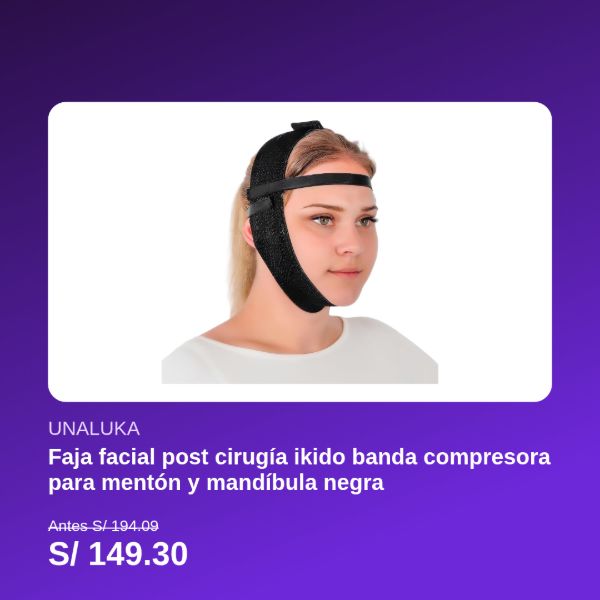 UNALUKA
Faja facial post cirugía ikido banda compresora
para mentón y mandíbula negra
Antes S/ 194.09
S/ 149.30